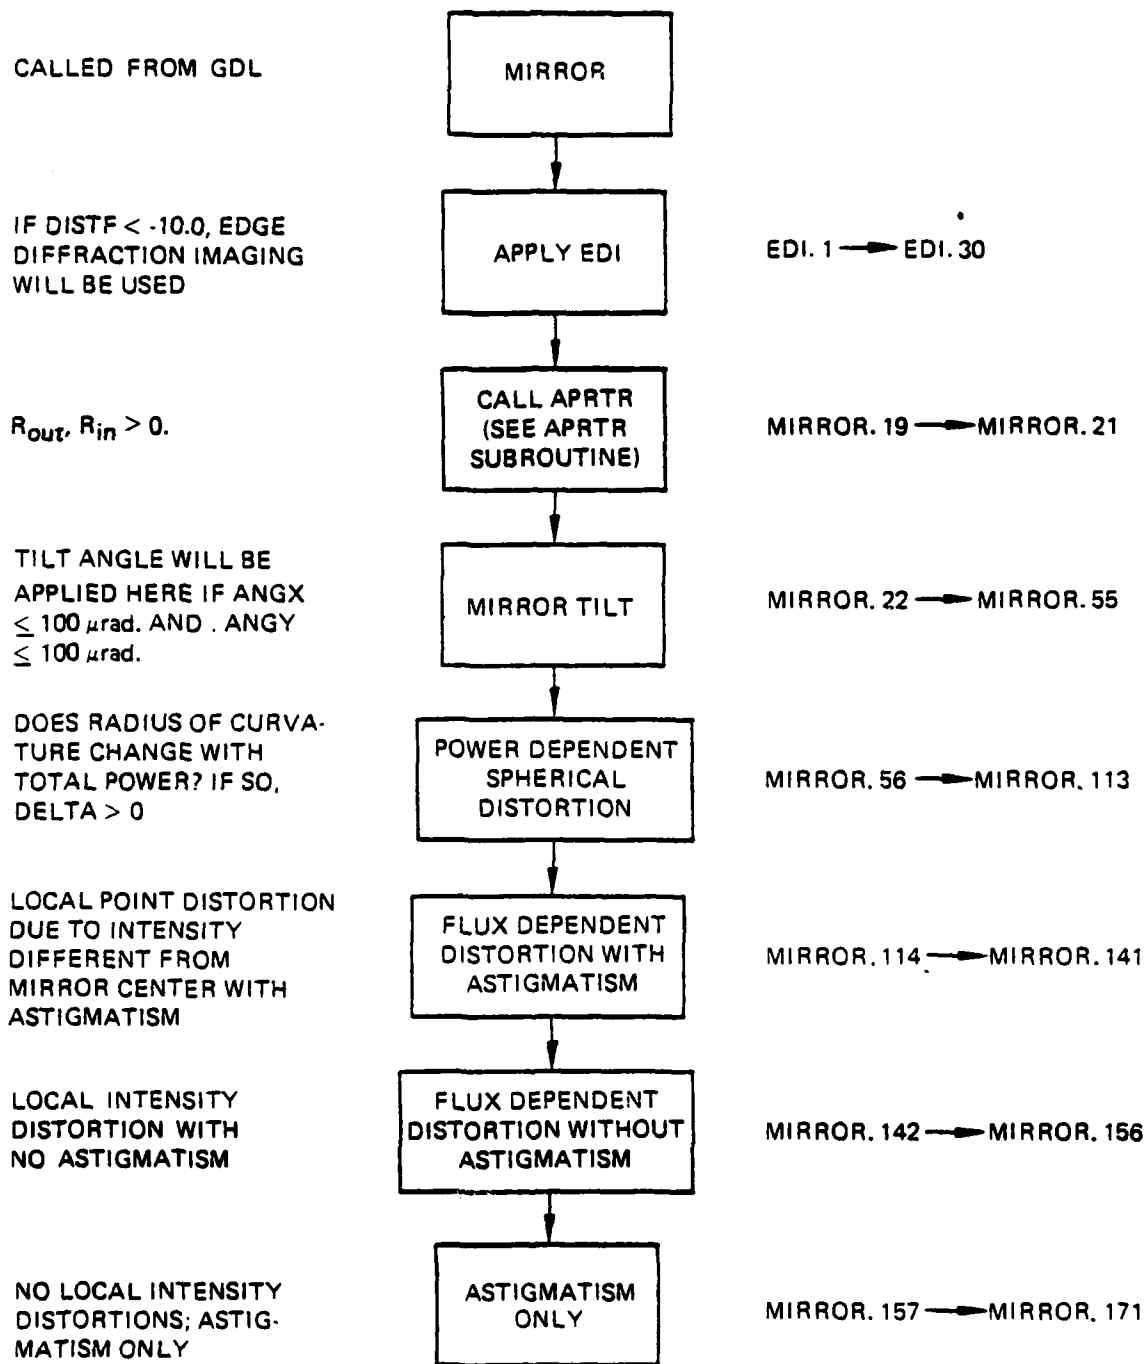 CALLED FROM GDL
MIRROR
IF DISTF < -10.0, EDGE
DIFFRACTION IMAGING
WILL BE USED
APPLY EDI
EDI. 1 → EDI. 30
R_out, R_in > 0.
CALL APRTR
(SEE APRTR
SUBROUTINE)
MIRROR. 19 → MIRROR. 21
TILT ANGLE WILL BE
APPLIED HERE IF ANGX
≤ 100 µrad. AND . ANGY
≤ 100 µrad.
MIRROR TILT
MIRROR. 22 → MIRROR. 55
DOES RADIUS OF CURVA-
TURE CHANGE WITH
TOTAL POWER? IF SO,
DELTA > 0
POWER DEPENDENT
SPHERICAL
DISTORTION
MIRROR. 56 → MIRROR. 113
LOCAL POINT DISTORTION
DUE TO INTENSITY
DIFFERENT FROM
MIRROR CENTER WITH
ASTIGMATISM
FLUX DEPENDENT
DISTORTION WITH
ASTIGMATISM
MIRROR. 114 → MIRROR. 141
LOCAL INTENSITY
DISTORTION WITH
NO ASTIGMATISM
FLUX DEPENDENT
DISTORTION WITHOUT
ASTIGMATISM
MIRROR. 142 → MIRROR. 156
NO LOCAL INTENSITY
DISTORTIONS; ASTIG-
MATISM ONLY
ASTIGMATISM
ONLY
MIRROR. 157 → MIRROR. 171